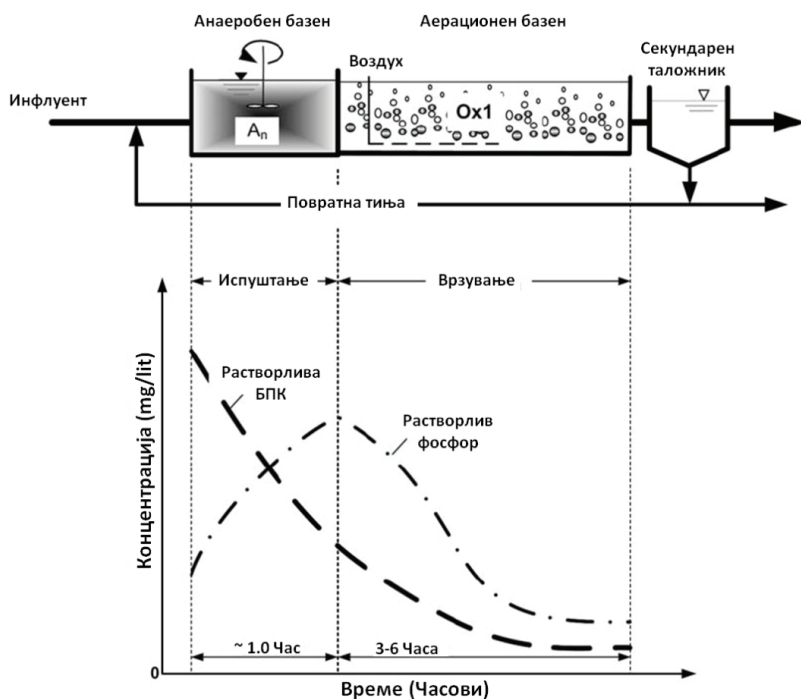 Анаеробен базен
Аерационен базен
Секундарен
таложник
Воздух
Инфлуент
An
Ox1
Повратна тиња
Испуштање
Врзување
Растворлива
БПК
Растворлив
фосфор
Концентрација (mg/lit)
~ 1.0 Час
3-6 Часа
0
Време (Часови)